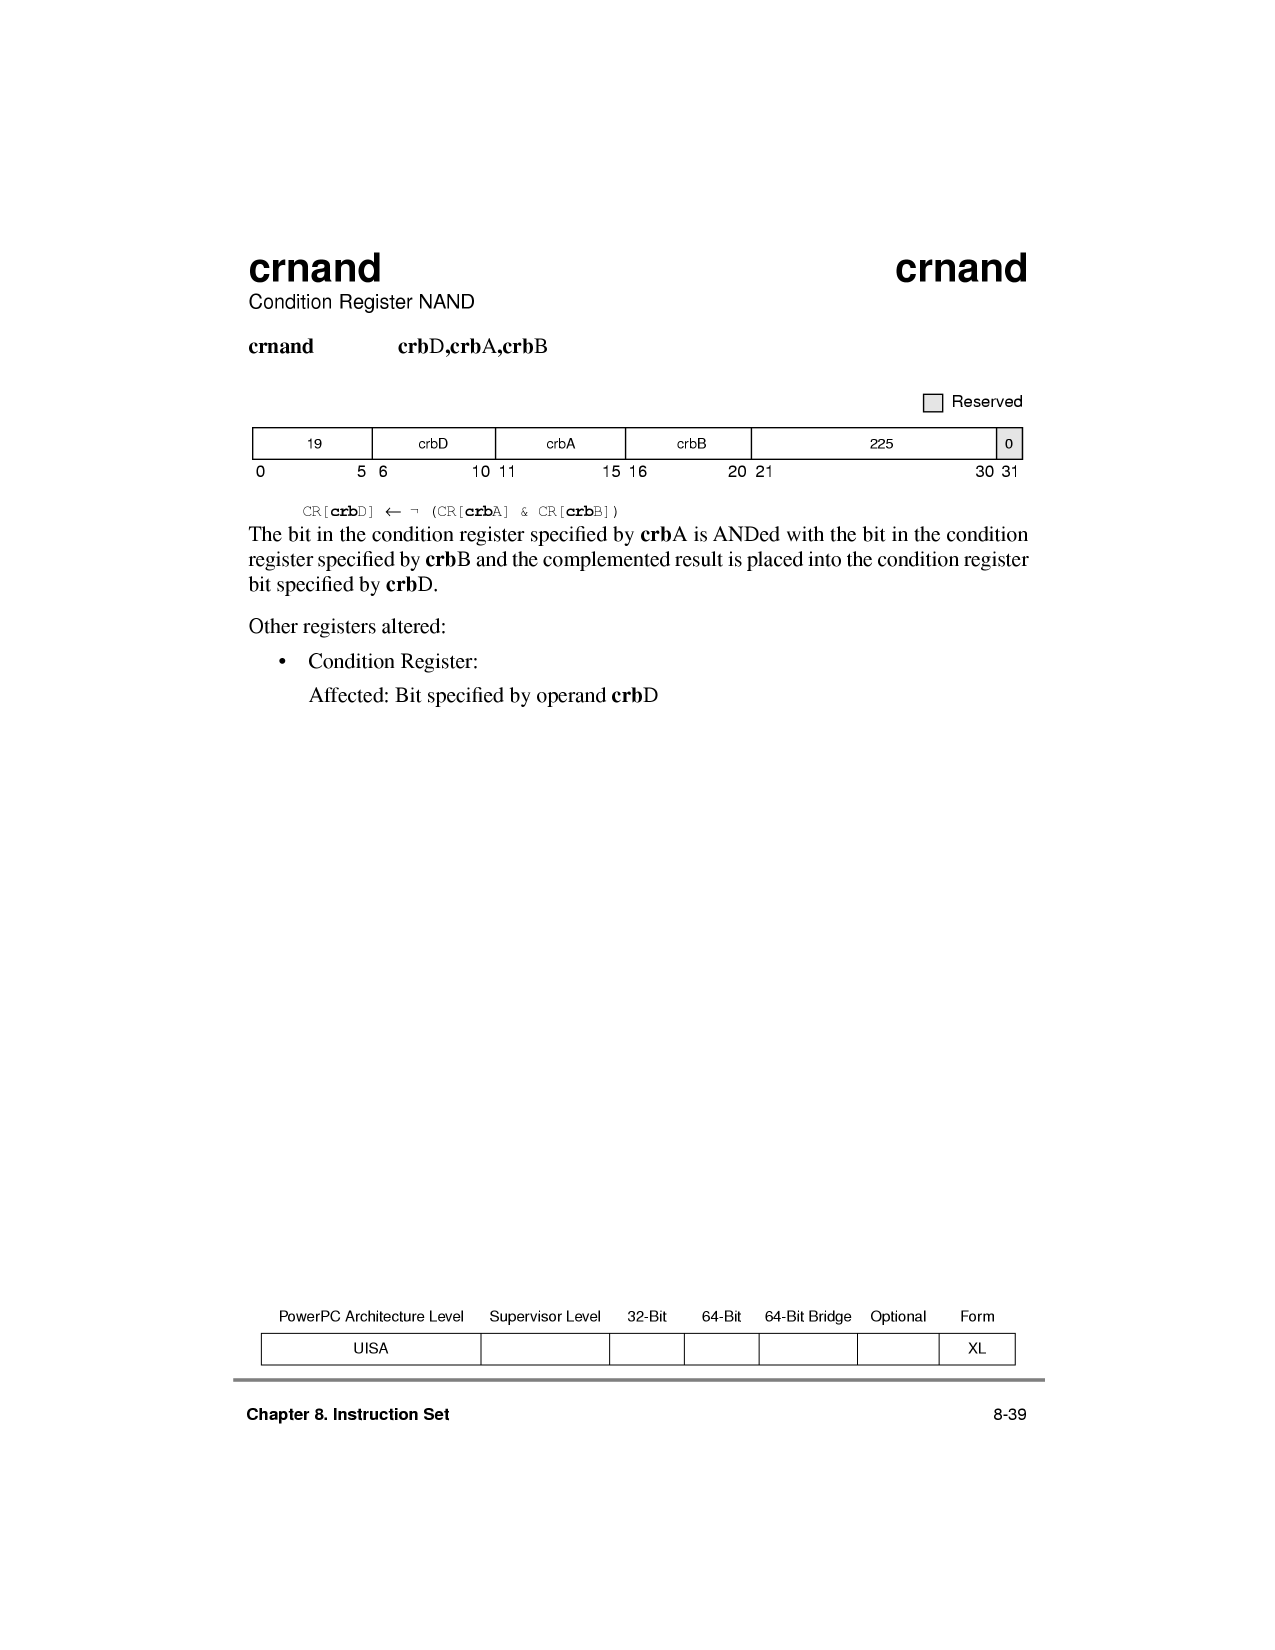 crnand crnand
Condition Register NAND
crnand crbD,crbA,crbB
Reserved
19 crbD crbA crbB 225 0
0 5 6 10 11 15 16 20 21 30 31
CR[crbD] ← ¬ (CR[crbA] & CR[crbB])
The bit in the condition register specified by crbA is ANDed with the bit in the condition
register specified by crbB and the complemented result is placed into the condition register
bit specified by crbD.
Other registers altered:
• Condition Register:
Affected: Bit specified by operand crbD
PowerPC Architecture Level Supervisor Level 32-Bit 64-Bit 64-Bit Bridge Optional Form
UISA XL
Chapter 8. Instruction Set 8-39